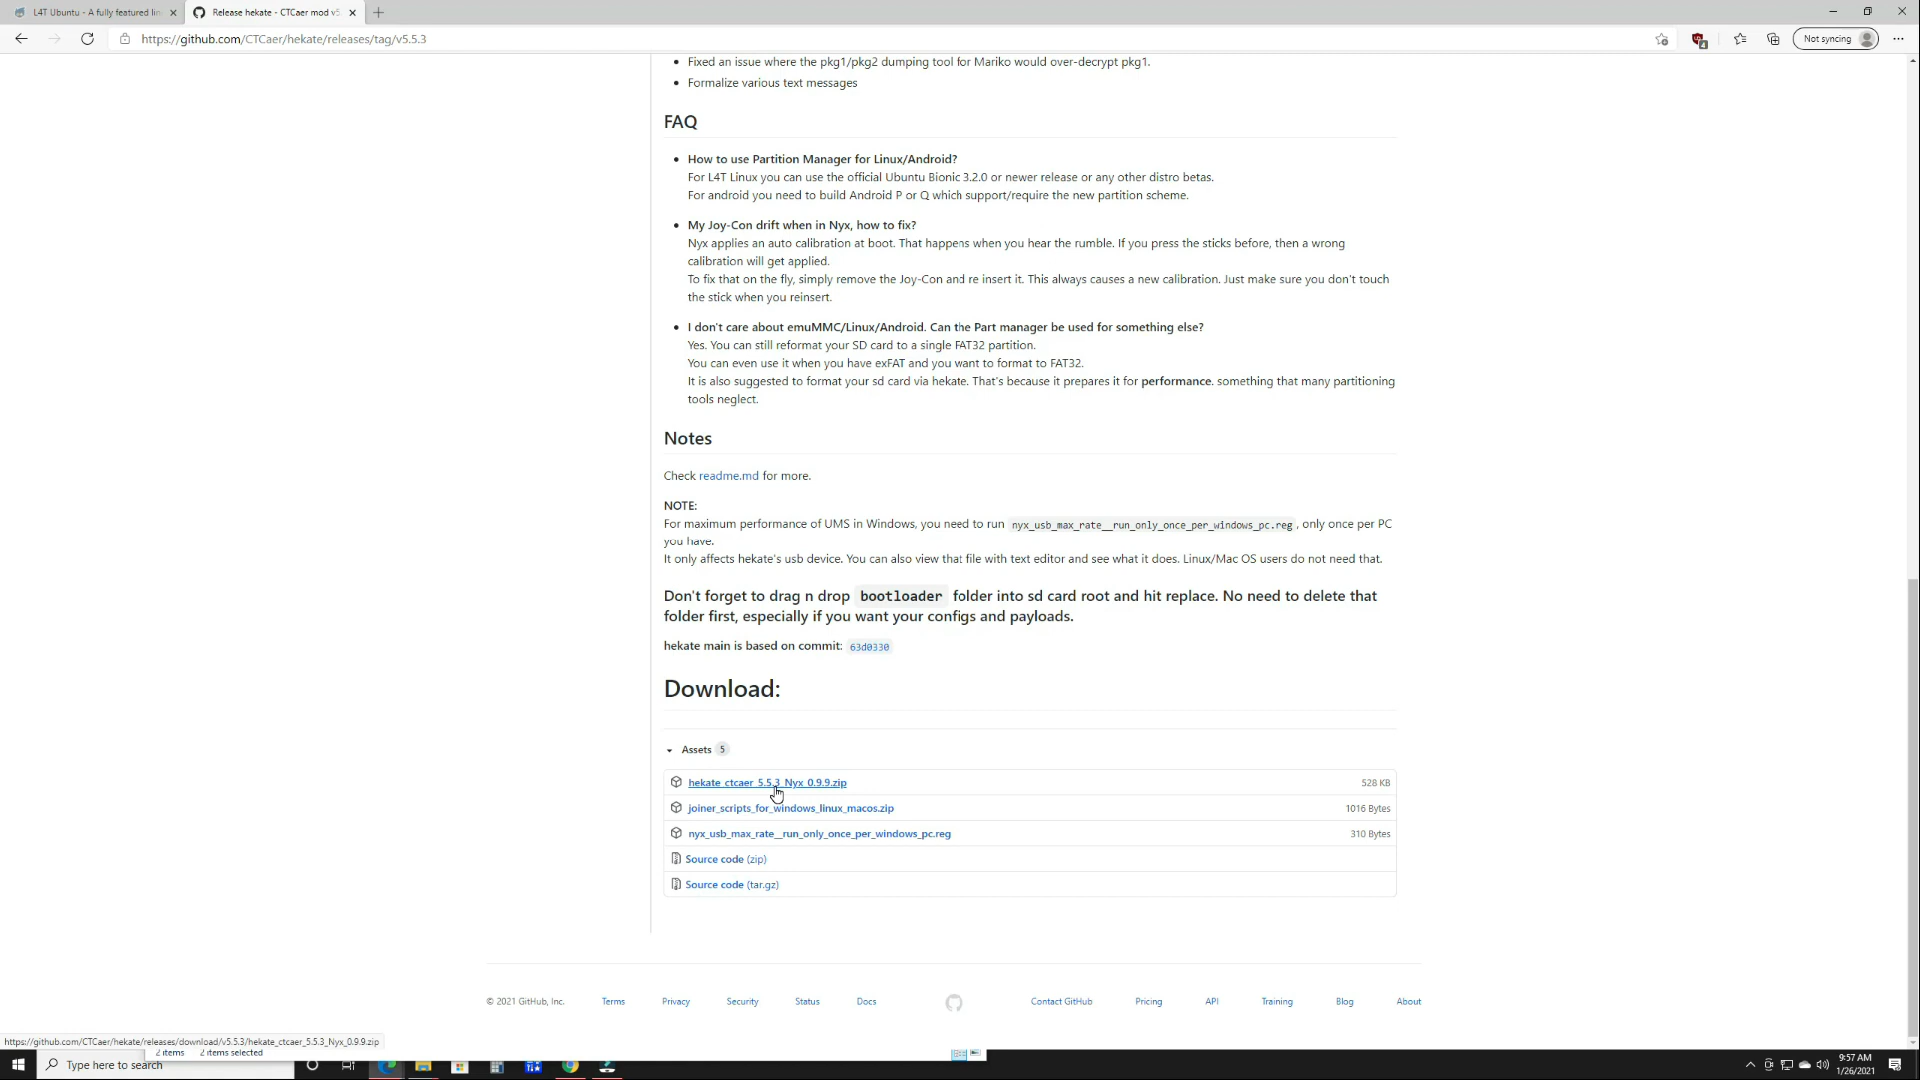 L4T Ubuntu - A fully featured lin
Release hekate - CTCaer mod v5.
https://github.com/CTCaer/hekate/releases/tag/v5.5.3
4
Not syncing
Fixed an issue where the pkg1/pkg2 dumping tool for Mariko would over-decrypt pkg1.
Formalize various text messages
FAQ
How to use Partition Manager for Linux/Android?
For L4T Linux you can use the official Ubuntu Bionic 3.2.0 or newer release or any other distro betas.
For android you need to build Android P or Q which support/require the new partition scheme.
My Joy-Con drift when in Nyx, how to fix?
Nyx applies an auto calibration at boot. That happens when you hear the rumble. If you press the sticks before, then a wrong
calibration will get applied.
To fix that on the fly, simply remove the Joy-Con and re insert it. This always causes a new calibration. Just make sure you don't touch
the stick when you reinsert.
I don't care about emuMMC/Linux/Android. Can the Part manager be used for something else?
Yes. You can still reformat your SD card to a single FAT32 partition.
You can even use it when you have exFAT and you want to format to FAT32.
It is also suggested to format your sd card via hekate. That's because it prepares it for performance. something that many partitioning
tools neglect.
Notes
Check readme.md for more.
NOTE:
For maximum performance of UMS in Windows, you need to run nyx_usb_max_rate__run_only_once_per_windows_pc.reg, only once per PC
you have.
It only affects hekate's usb device. You can also view that file with text editor and see what it does. Linux/Mac OS users do not need that.
Don't forget to drag n drop bootloader folder into sd card root and hit replace. No need to delete that
folder first, especially if you want your configs and payloads.
hekate main is based on commit: 63d0330
Download:
Assets 5
hekate_ctcaer_5.5.3_Nyx_0.9.9.zip 528 KB
joiner_scripts_for_windows_linux_macos.zip 1016 Bytes
nyx_usb_max_rate__run_only_once_per_windows_pc.reg 310 Bytes
Source code (zip)
Source code (tar.gz)
© 2021 GitHub, Inc. Terms Privacy Security Status Docs Contact GitHub Pricing API Training Blog About
https://github.com/CTCaer/hekate/releases/download/v5.5.3/hekate_ctcaer_5.5.3_Nyx_0.9.9.zip
2 items 2 items selected
Type here to search
9:57 AM
1/26/2021